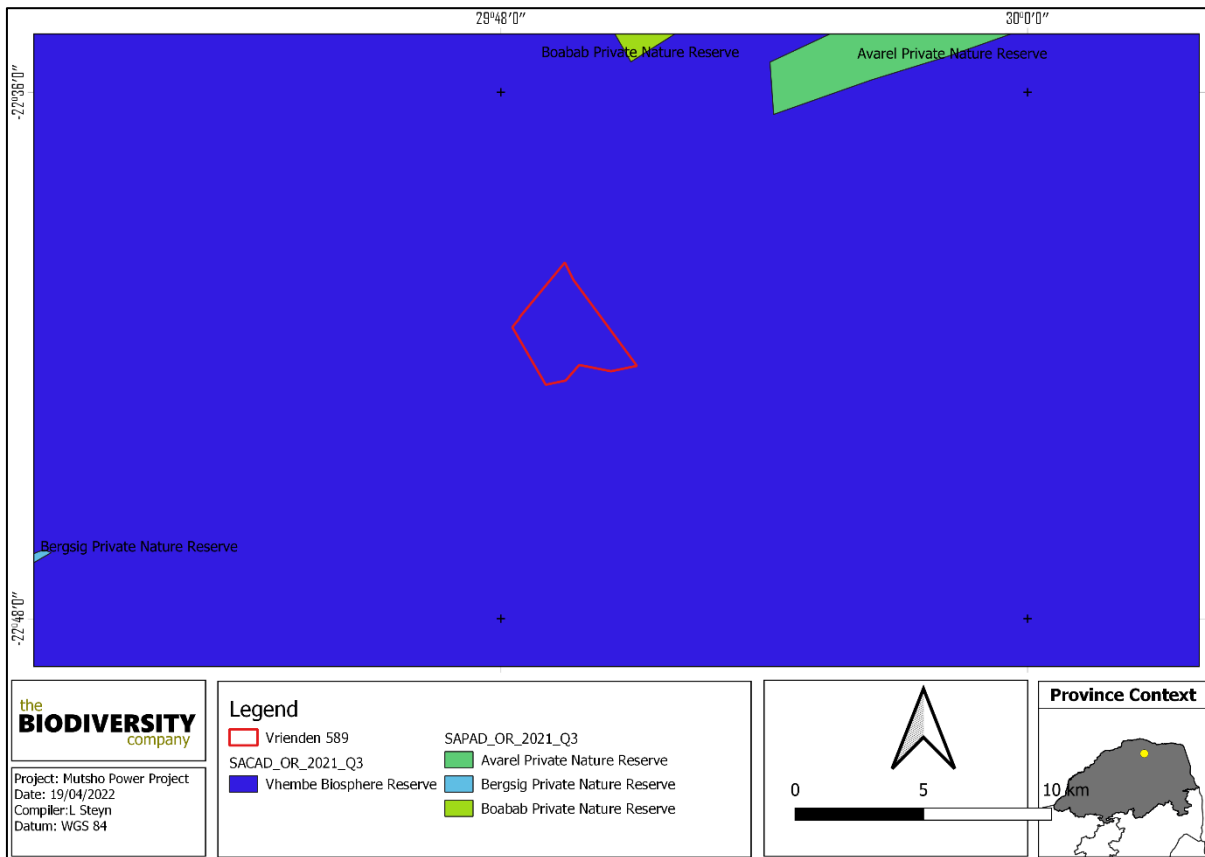 29°48'0"
30°0'0"
-22°36'0"
-22°48'0"
Boabab Private Nature Reserve
Avarel Private Nature Reserve
Bergsig Private Nature Reserve
the
BIODIVERSITY
company
Project: Mutsho Power Project
Date: 19/04/2022
Compiler:L Steyn
Datum: WGS 84
Legend
Vrienden 589
SACAD_OR_2021_Q3
Vhembe Biosphere Reserve
SAPAD_OR_2021_Q3
Avarel Private Nature Reserve
Bergsig Private Nature Reserve
Boabab Private Nature Reserve
0 5 10 km
Province Context